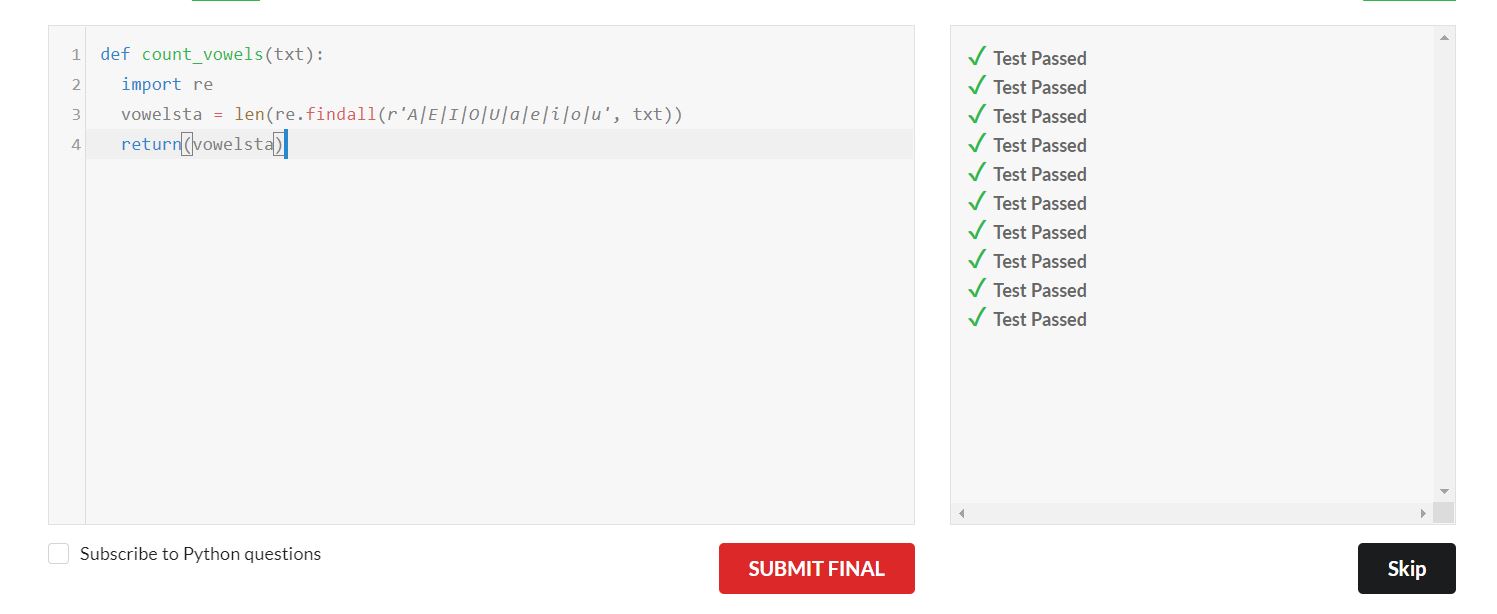 1 def count_vowels(txt):
2   import re
3   vowelsta = len(re.findall(r'A|E|I|O|U|a|e|i|o|u', txt))
4   return(vowelsta)
✓ Test Passed
✓ Test Passed
✓ Test Passed
✓ Test Passed
✓ Test Passed
✓ Test Passed
✓ Test Passed
✓ Test Passed
✓ Test Passed
✓ Test Passed
Subscribe to Python questions
SUBMIT FINAL
Skip